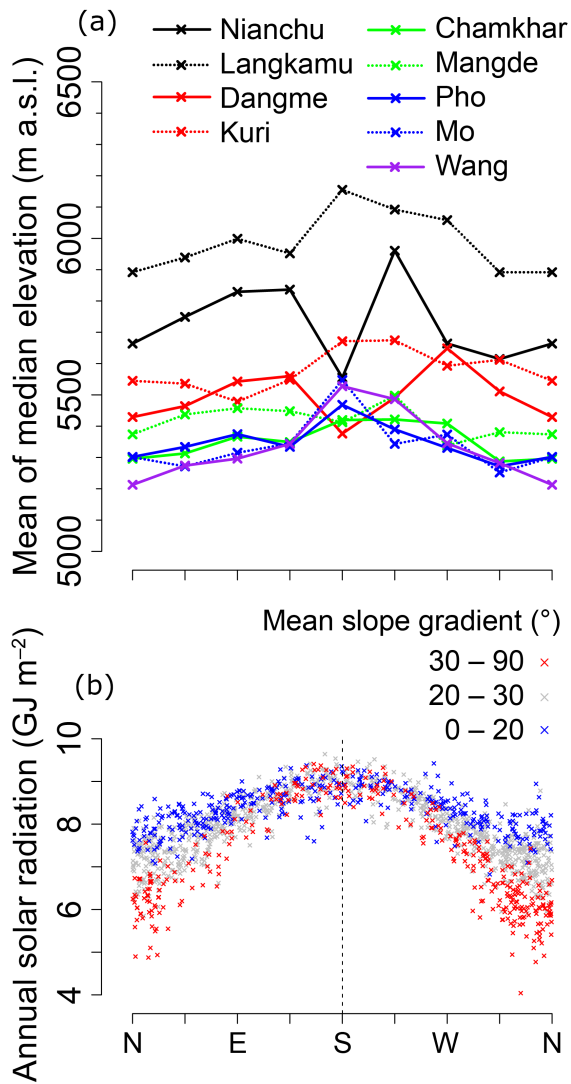 (a)
Nianchu
Langkamu
Dangme
Kuri
Chamkhar
Mangde
Pho
Mo
Wang
Mean of median elevation (m a.s.l.)
6500
6000
5500
5000
Mean slope gradient (°)
30 – 90
20 – 30
0 – 20
(b)
Annual solar radiation (GJ m⁻²)
10
8
6
4
N E S W N